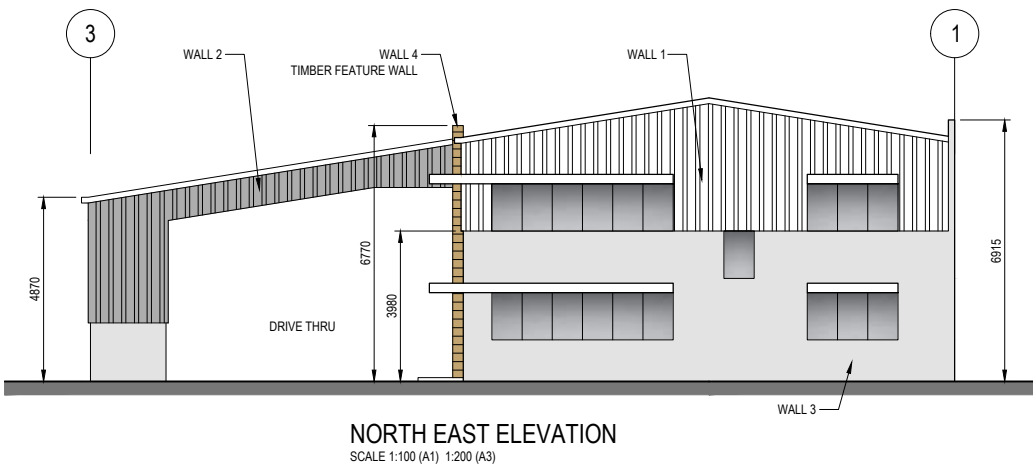 3
1
WALL 2
WALL 4
TIMBER FEATURE WALL
WALL 1
4870
6770
3980
6915
DRIVE THRU
WALL 3
NORTH EAST ELEVATION
SCALE 1:100 (A1) 1:200 (A3)